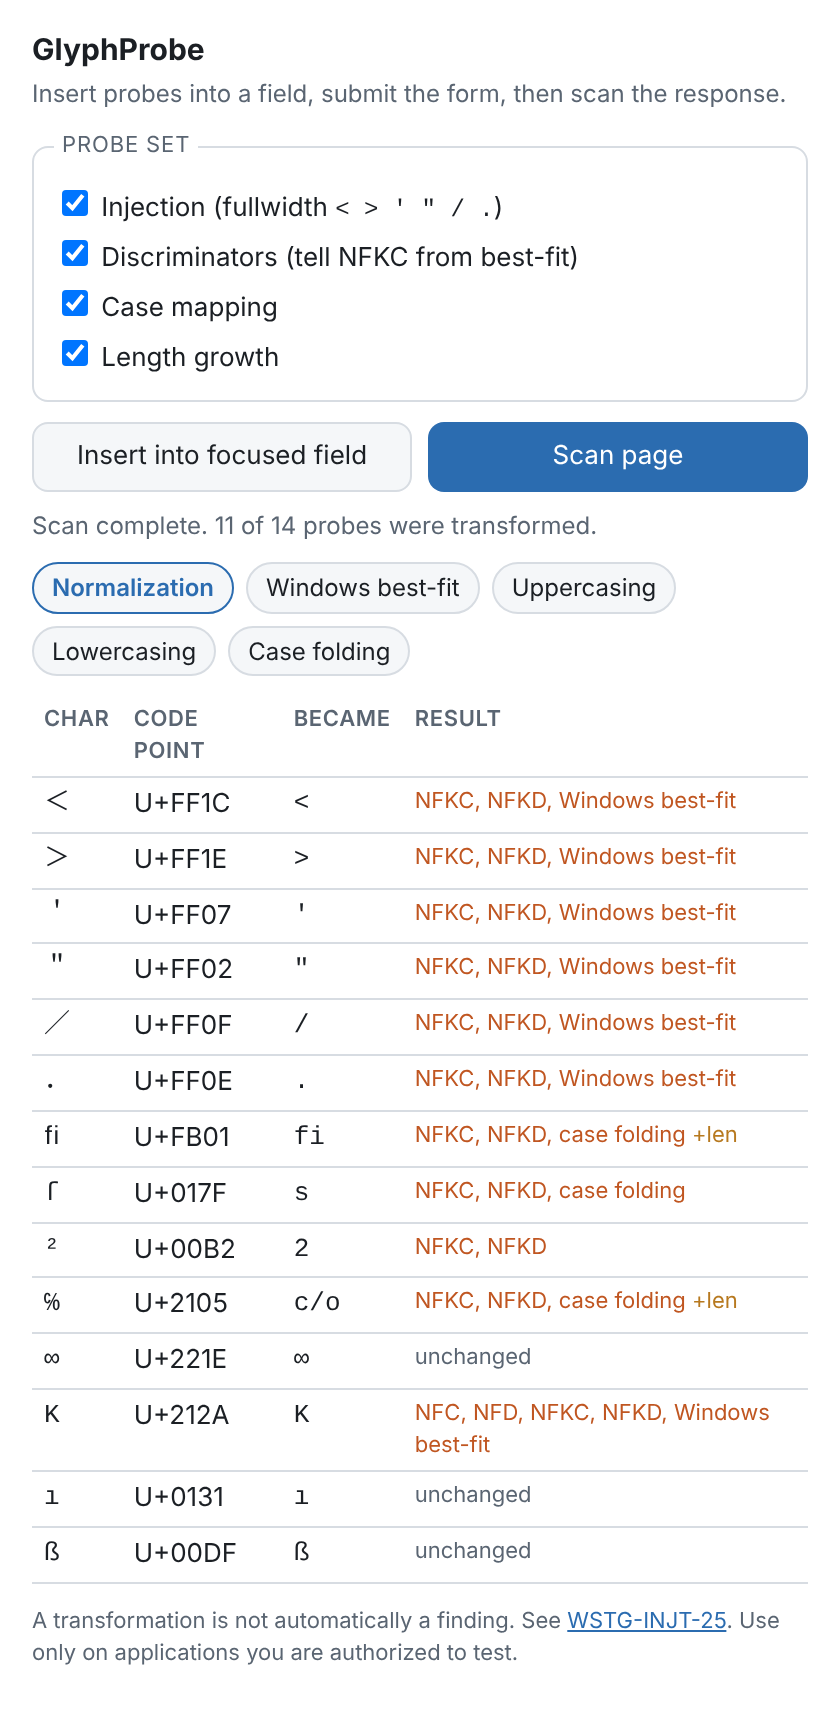 GlyphProbe
Insert probes into a field, submit the form, then scan the response.
PROBE SET
Injection (fullwidth < > ' " / .)
Discriminators (tell NFKC from best-fit)
Case mapping
Length growth
Insert into focused field Scan page
Scan complete. 11 of 14 probes were transformed.
Normalization Windows best-fit Uppercasing
Lowercasing Case folding
CHAR CODE POINT BECAME RESULT
< U+FF1C < NFKC, NFKD, Windows best-fit
> U+FF1E > NFKC, NFKD, Windows best-fit
' U+FF07 ' NFKC, NFKD, Windows best-fit
" U+FF02 " NFKC, NFKD, Windows best-fit
/ U+FF0F / NFKC, NFKD, Windows best-fit
. U+FF0E . NFKC, NFKD, Windows best-fit
fi U+FB01 fi NFKC, NFKD, case folding +len
ſ U+017F s NFKC, NFKD, case folding
² U+00B2 2 NFKC, NFKD
℅ U+2105 c/o NFKC, NFKD, case folding +len
∞ U+221E ∞ unchanged
K U+212A K NFC, NFD, NFKC, NFKD, Windows best-fit
ı U+0131 ı unchanged
ß U+00DF ß unchanged
A transformation is not automatically a finding. See WSTG-INJT-25. Use
only on applications you are authorized to test.